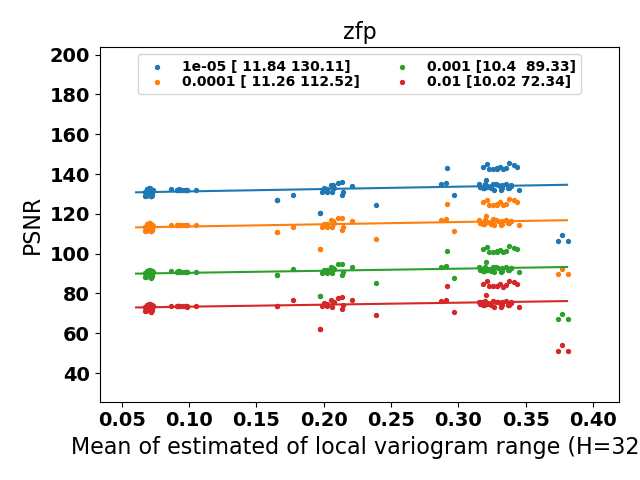 zfp
1e-05 [ 11.84 130.11]
0.0001 [ 11.26 112.52]
0.001 [10.4  89.33]
0.01 [10.02 72.34]
PSNR
200
180
160
140
120
100
80
60
40
0.05 0.10 0.15 0.20 0.25 0.30 0.35 0.40
Mean of estimated of local variogram range (H=32